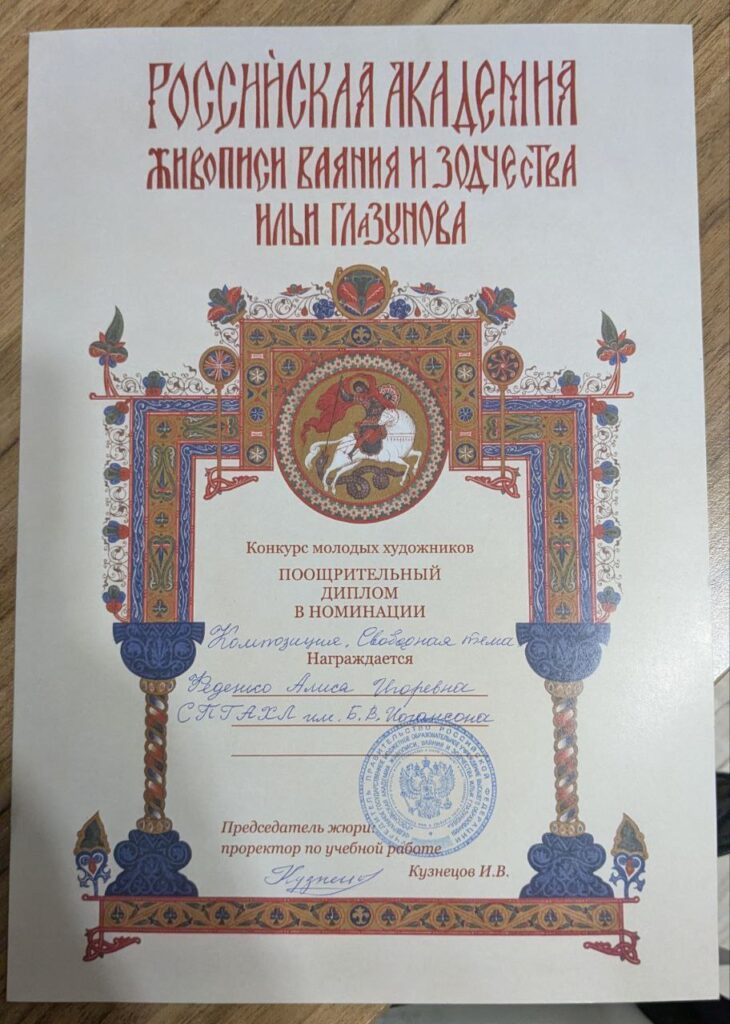 РОССИЙСКАЯ АКАДЕМИЯ
ЖИВОПИСИ ВАЯНИЯ И ЗОДЧЕСТВА
ИЛЬИ ГЛАЗУНОВА
Конкурс молодых художников
ПООЩРИТЕЛЬНЫЙ
ДИПЛОМ
В НОМИНАЦИИ
Композиция. Свободная тема
Награждается
Феденко Алиса Игоревна
СПГАХЛ им. Б.В.Иогансона
Председатель жюри:
проректор по учебной работе
Кузнецов И.В.